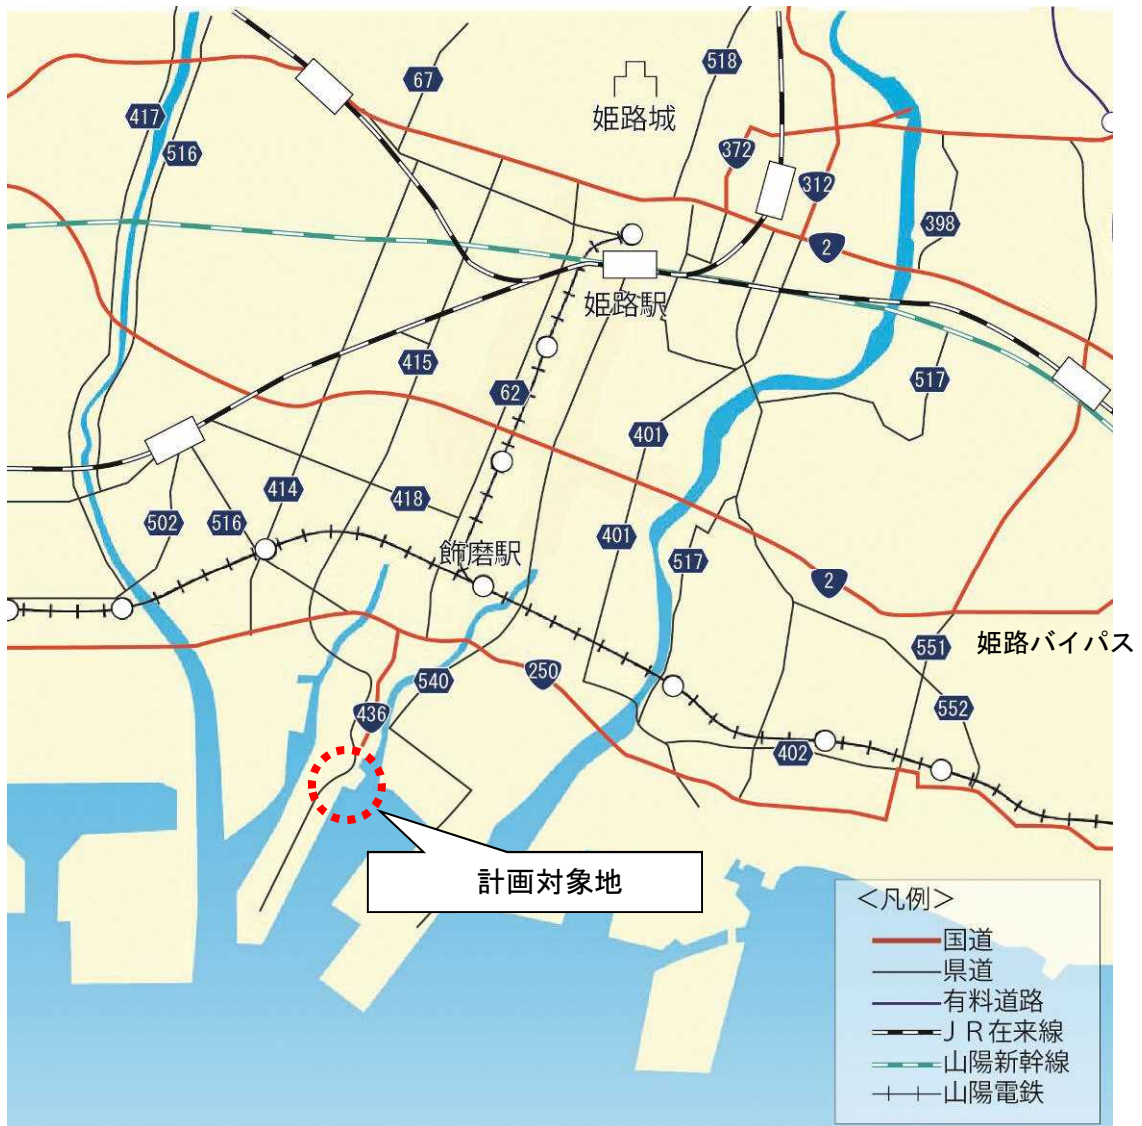 518
67
417
姫路城
516
372
312
398
2
姫路駅
415
517
62
401
414
418
502
516
401
飾磨駅
517
2
551
姫路バイパス
540
250
552
436
402
計画対象地
＜凡例＞
国道
県道
有料道路
ＪＲ在来線
山陽新幹線
山陽電鉄